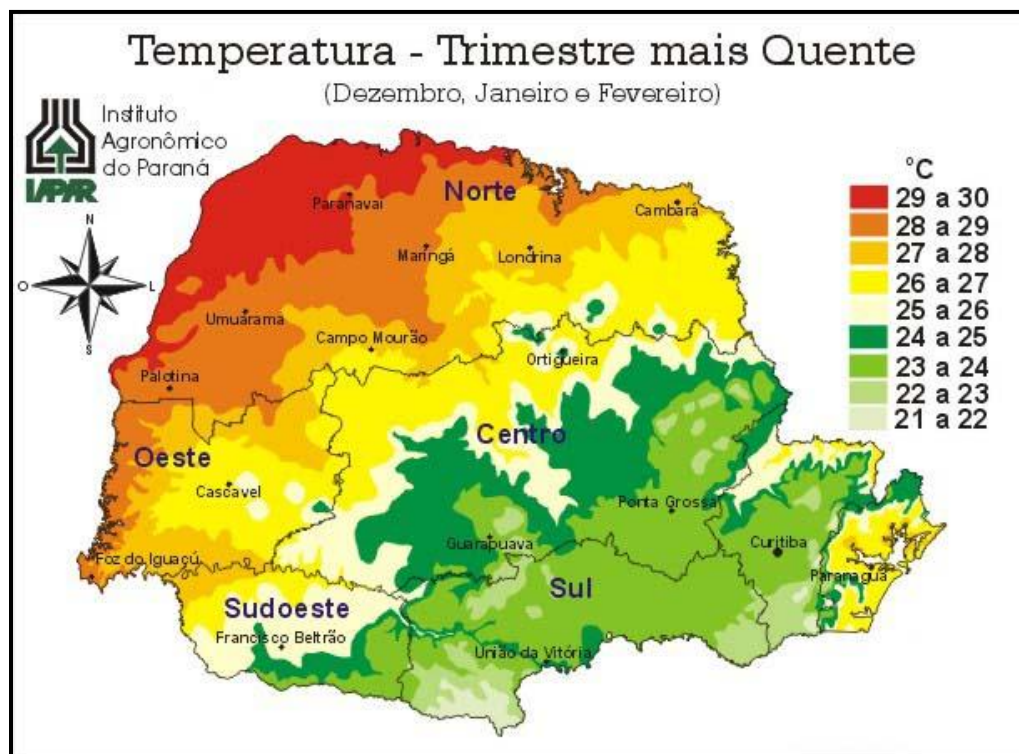 Temperatura - Trimestre mais Quente
(Dezembro, Janeiro e Fevereiro)
Instituto
Agronômico
do Paraná
IAPAR
N
O
L
S
°C
29 a 30
28 a 29
27 a 28
26 a 27
25 a 26
24 a 25
23 a 24
22 a 23
21 a 22
Norte
Paranavaí
Cambará
Maringá
Londrina
Umuarama
Campo Mourão
Ortigueira
Palotina
Centro
Oeste
Cascavel
Ponta Grossa
Guarapuava
Curitiba
Foz do Iguaçú
Paranaguá
Sul
Sudoeste
Francisco Beltrão
União da Vitória